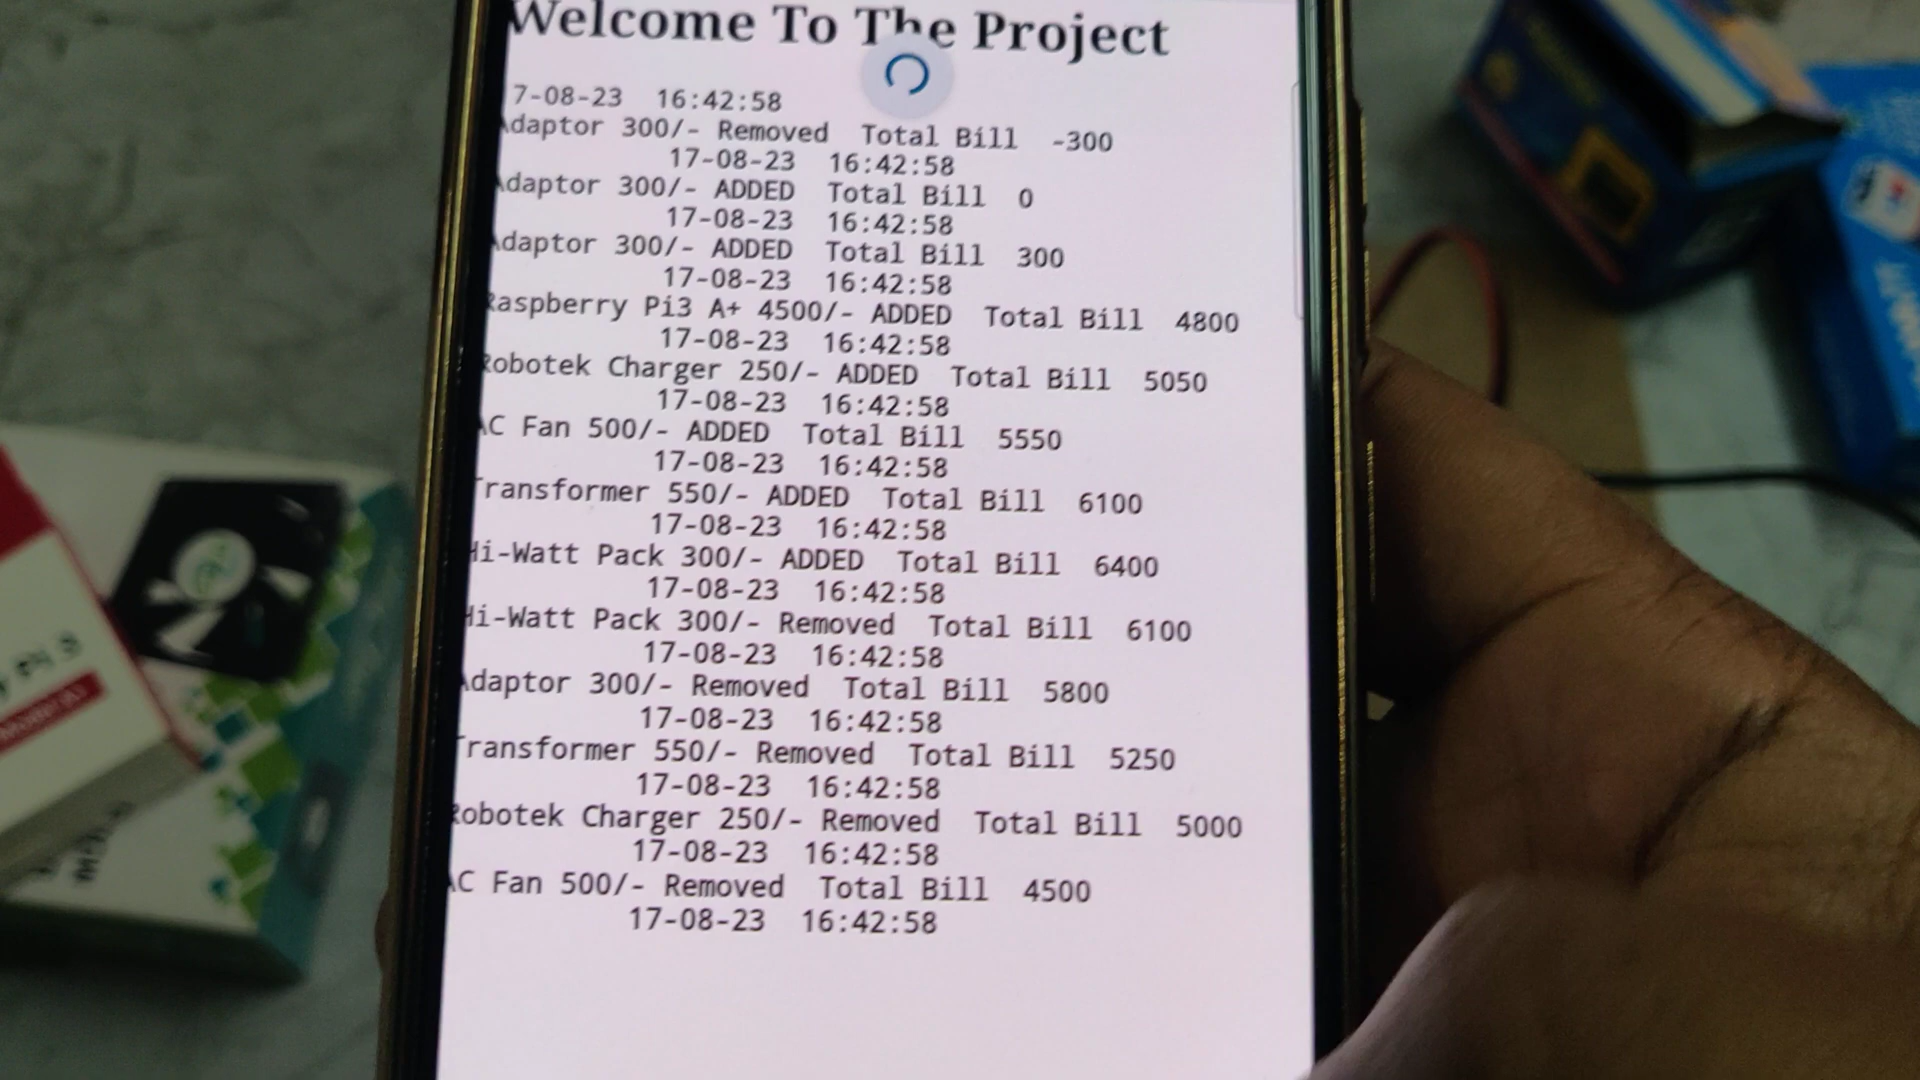 Welcome To The Project
7-08-23 16:42:58
Adaptor 300/- Removed Total Bill -300
17-08-23 16:42:58
Adaptor 300/- ADDED Total Bill 0
17-08-23 16:42:58
Adaptor 300/- ADDED Total Bill 300
17-08-23 16:42:58
Raspberry Pi3 A+ 4500/- ADDED Total Bill 4800
17-08-23 16:42:58
Robotek Charger 250/- ADDED Total Bill 5050
17-08-23 16:42:58
AC Fan 500/- ADDED Total Bill 5550
17-08-23 16:42:58
Transformer 550/- ADDED Total Bill 6100
17-08-23 16:42:58
Hi-Watt Pack 300/- ADDED Total Bill 6400
17-08-23 16:42:58
Hi-Watt Pack 300/- Removed Total Bill 6100
17-08-23 16:42:58
Adaptor 300/- Removed Total Bill 5800
17-08-23 16:42:58
Transformer 550/- Removed Total Bill 5250
17-08-23 16:42:58
Robotek Charger 250/- Removed Total Bill 5000
17-08-23 16:42:58
AC Fan 500/- Removed Total Bill 4500
17-08-23 16:42:58